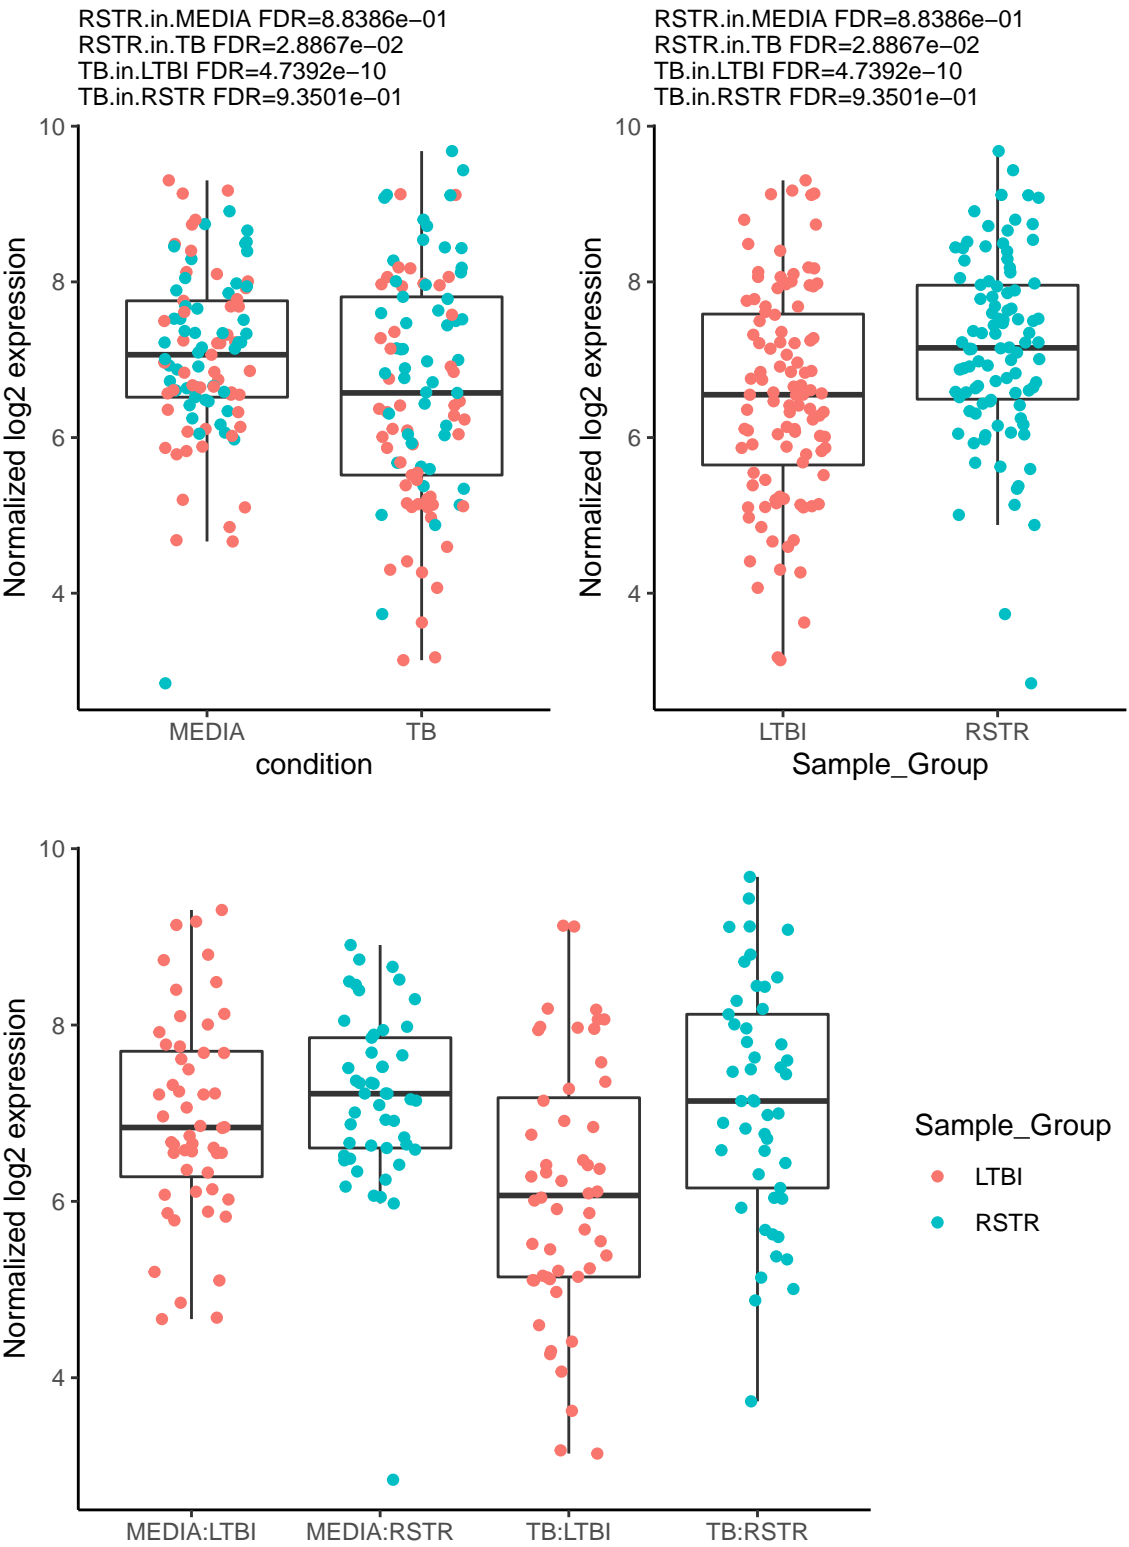 RSTR.in.MEDIA FDR=8.8386e−01
RSTR.in.TB FDR=2.8867e−02
TB.in.LTBI FDR=4.7392e−10
TB.in.RSTR FDR=9.3501e−01
10
8
6
4
Normalized log2 expression
MEDIA TB
condition
RSTR.in.MEDIA FDR=8.8386e−01
RSTR.in.TB FDR=2.8867e−02
TB.in.LTBI FDR=4.7392e−10
TB.in.RSTR FDR=9.3501e−01
10
8
6
4
Normalized log2 expression
LTBI RSTR
Sample_Group
10
8
6
4
Normalized log2 expression
MEDIA:LTBI MEDIA:RSTR TB:LTBI TB:RSTR
Sample_Group
LTBI
RSTR